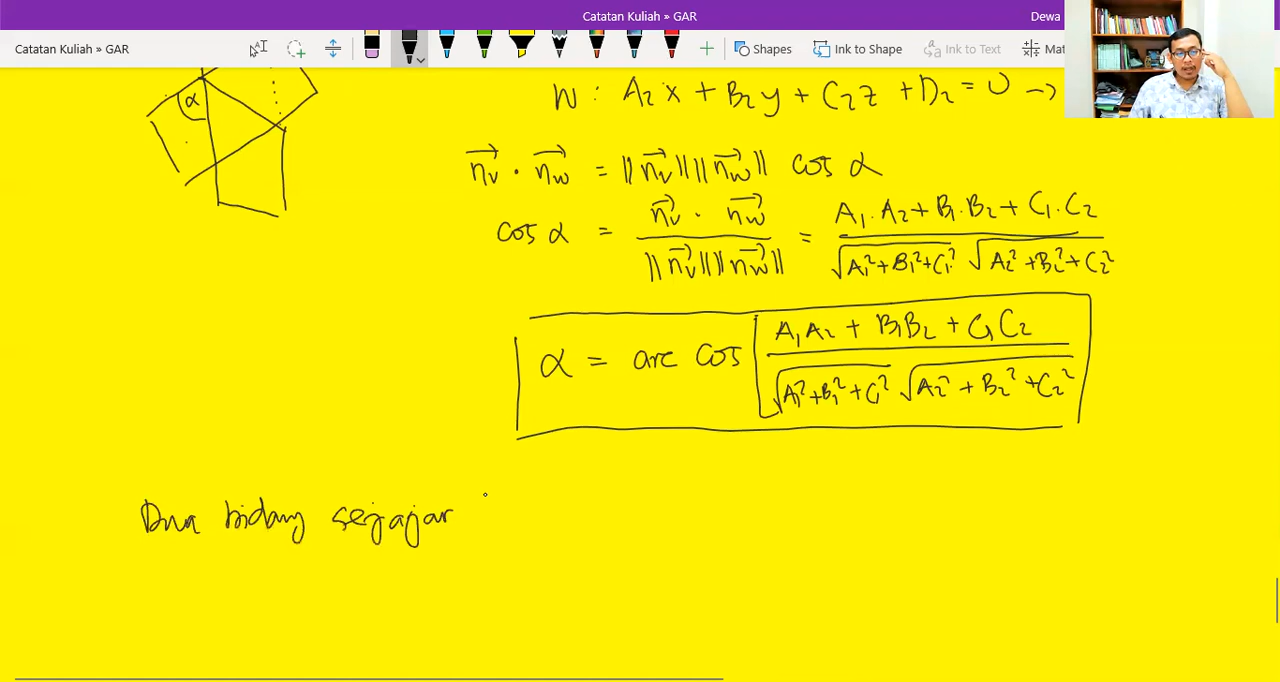 Catatan Kuliah » GAR
Dewa
Catatan Kuliah » GAR
Shapes
Ink to Shape
Ink to Text
Mat
α
W : A₂x + B₂y + C₂z + D₂ = 0 →
n⃗ᵥ · n⃗w = ||n⃗ᵥ|| ||n⃗w|| cos α
cos α = (n⃗ᵥ · n⃗w) / (||n⃗ᵥ|| ||n⃗w||) = (A₁.A₂ + B₁.B₂ + C₁.C₂) / (√(A₁²+B₁²+C₁²) √(A₂²+B₂²+C₂²))
α = arc cos [(A₁A₂ + B₁B₂ + C₁C₂) / (√(A₁²+B₁²+C₁²) √(A₂²+B₂²+C₂²))]
Dua bidang sejajar